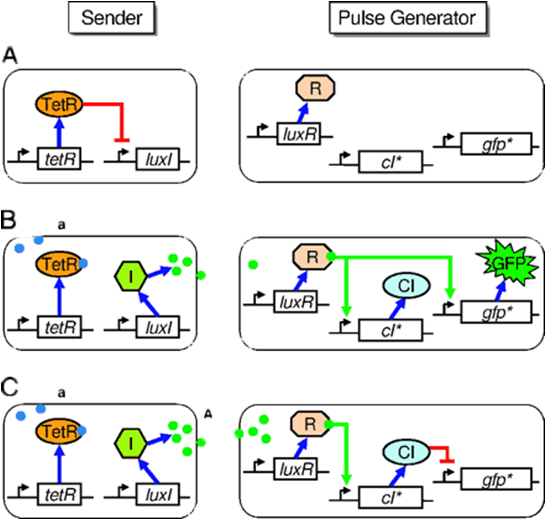 Sender Pulse Generator
A
TetR R
tetR luxI luxR cI* gfp*
B
a
TetR I R CI GFP
tetR luxI luxR cI* gfp*
C
a A
TetR I R CI
tetR luxI luxR cI* gfp*